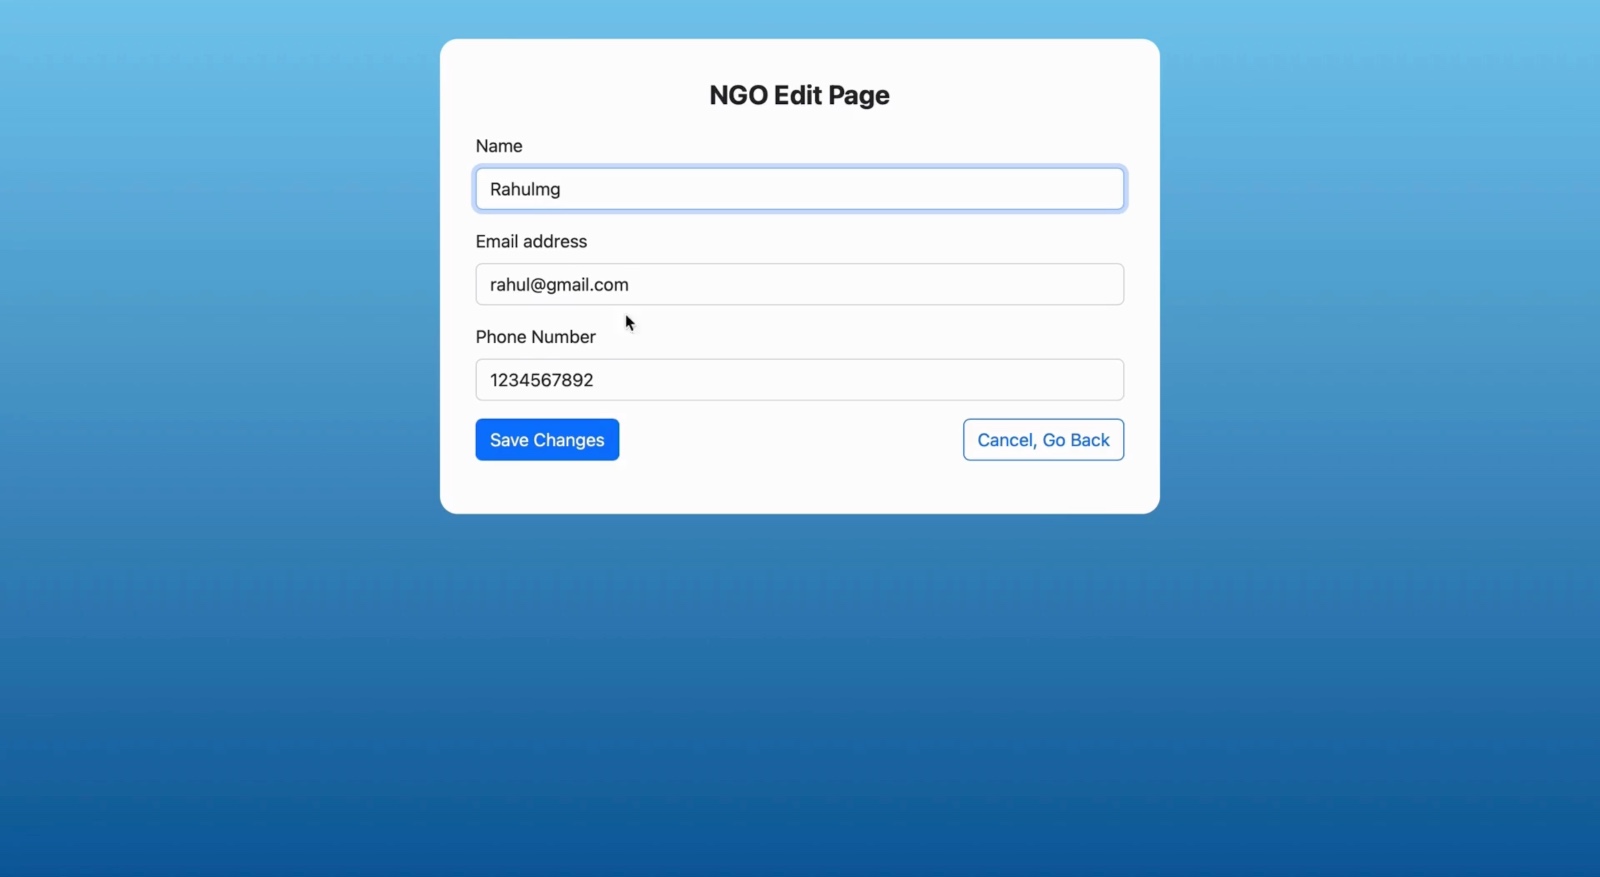 NGO Edit Page
Name
Rahulmg
Email address
rahul@gmail.com
Phone Number
1234567892
Save Changes
Cancel, Go Back